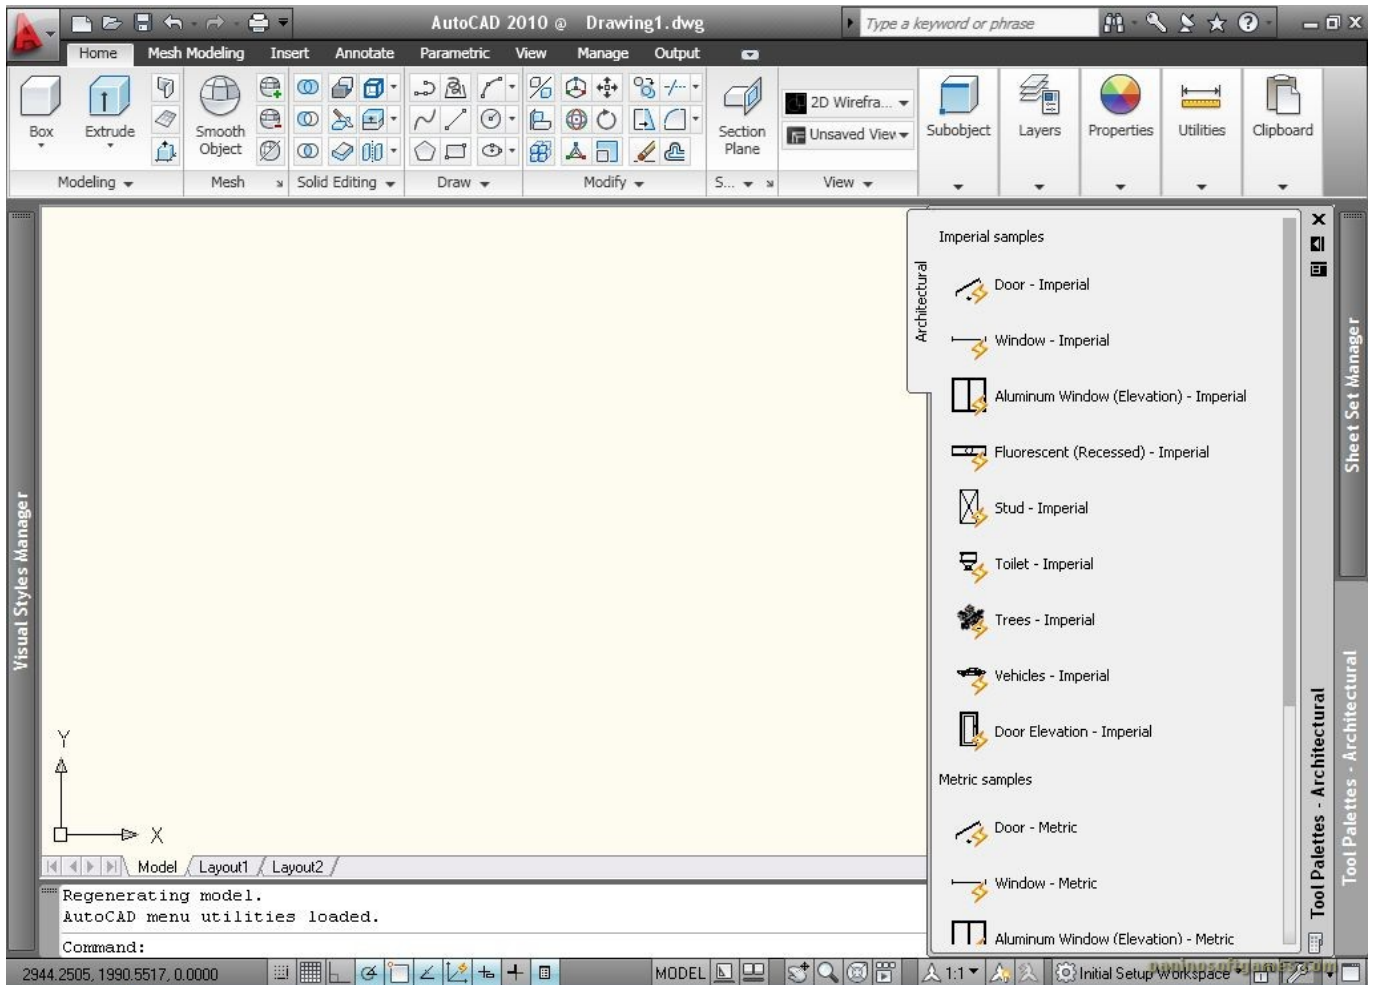 AutoCAD 2010 @ Drawing1.dwg
Type a keyword or phrase
Home Mesh Modeling Insert Annotate Parametric View Manage Output
Box Extrude Smooth Object Section Plane
2D Wirefra...
Unsaved View
Subobject Layers Properties Utilities Clipboard
Modeling Mesh Solid Editing Draw Modify S... View
Visual Styles Manager
Architectural
Imperial samples
Door - Imperial
Window - Imperial
Aluminum Window (Elevation) - Imperial
Fluorescent (Recessed) - Imperial
Stud - Imperial
Toilet - Imperial
Trees - Imperial
Vehicles - Imperial
Door Elevation - Imperial
Metric samples
Door - Metric
Window - Metric
Aluminum Window (Elevation) - Metric
Tool Palettes - Architectural
Sheet Set Manager
Tool Palettes - Architectural
Y
X
Model Layout1 Layout2
Regenerating model.
AutoCAD menu utilities loaded.
Command:
2944.2505, 1990.5517, 0.0000 MODEL 1:1 Initial Setup Workspace